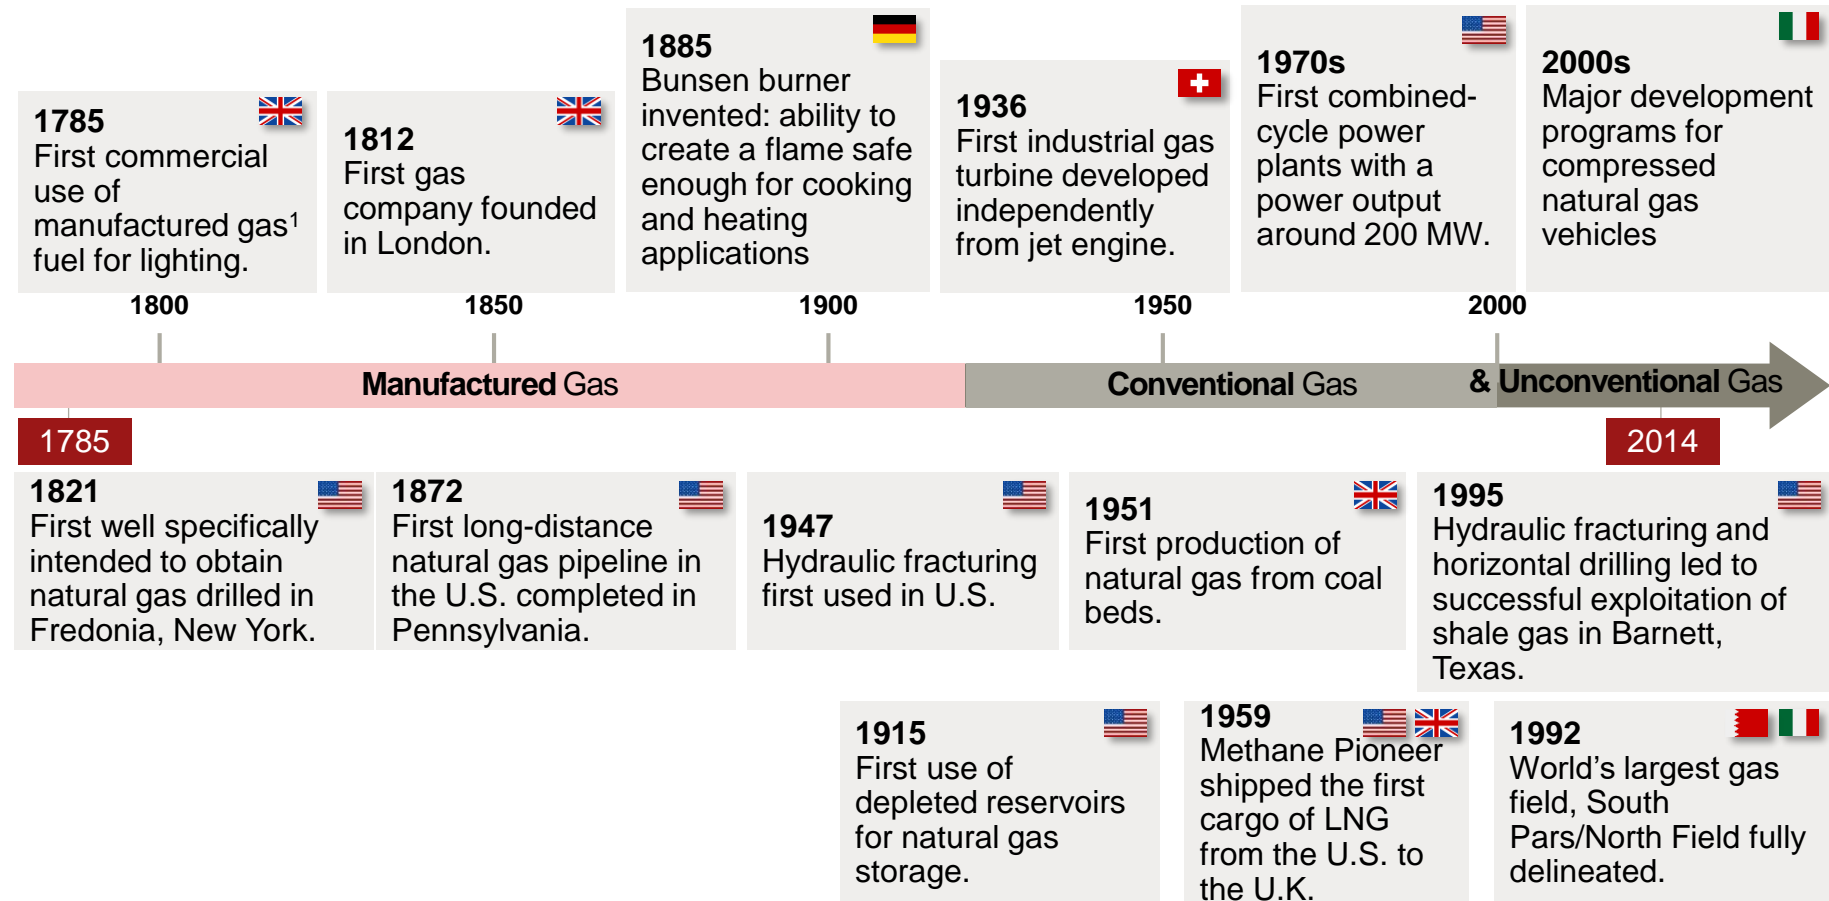 1785
First commercial
use of
manufactured gas1
fuel for lighting.
1812
First gas
company founded
in London.
1885
Bunsen burner
invented: ability to
create a flame safe
enough for cooking
and heating
applications
1936
First industrial gas
turbine developed
independently
from jet engine.
1970s
First combined-
cycle power
plants with a
power output
around 200 MW.
2000s
Major development
programs for
compressed
natural gas
vehicles
1800
1850
1900
1950
2000
Manufactured Gas
Conventional Gas
& Unconventional Gas
1785
2014
1821
First well specifically
intended to obtain
natural gas drilled in
Fredonia, New York.
1872
First long-distance
natural gas pipeline in
the U.S. completed in
Pennsylvania.
1947
Hydraulic fracturing
first used in U.S.
1951
First production of
natural gas from coal
beds.
1995
Hydraulic fracturing and
horizontal drilling led to
successful exploitation of
shale gas in Barnett,
Texas.
1915
First use of
depleted reservoirs
for natural gas
storage.
1959
Methane Pioneer
shipped the first
cargo of LNG
from the U.S. to
the U.K.
1992
World's largest gas
field, South
Pars/North Field fully
delineated.